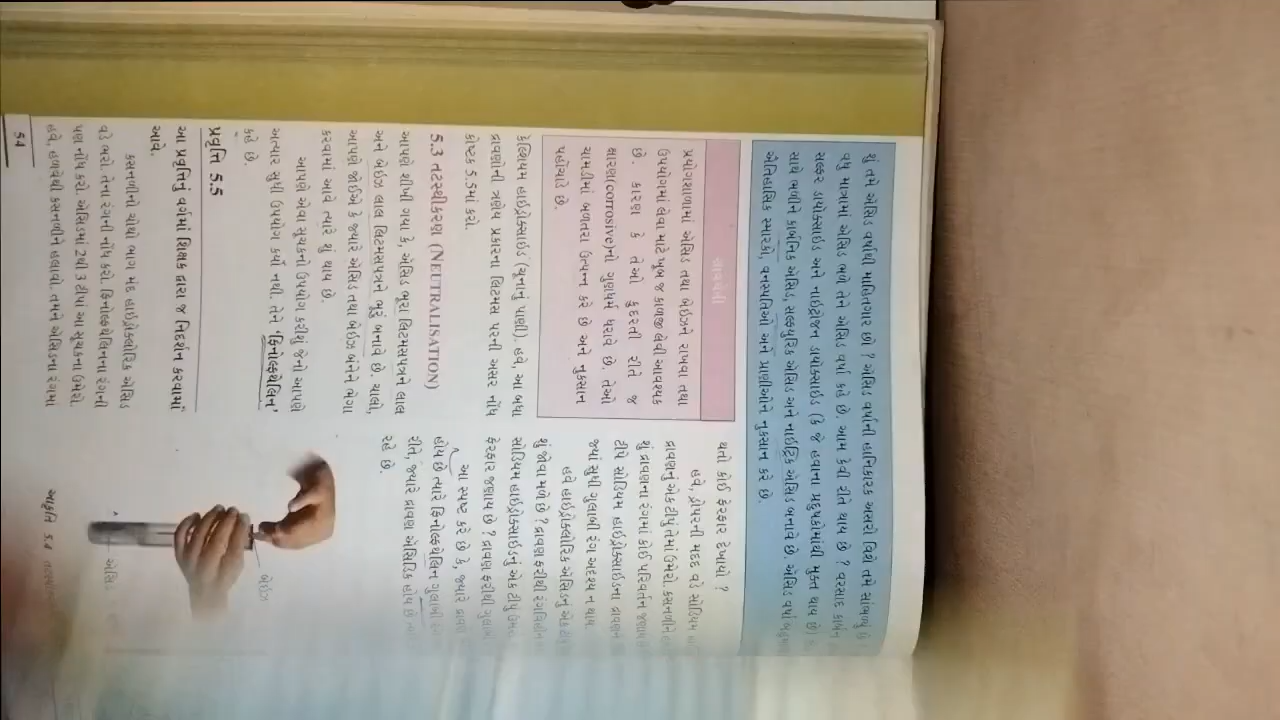 શું તમે એસિડ વર્ષાથી માહિતગાર છો ? એસિડ વર્ષાની હાનિકારક અસરો વિશે તમે સાંભળ્યું છે
વધુ માત્રામાં એસિડ ભળે તેને એસિડ વર્ષા કહે છે. આમ કેવી રીતે થાય છે ? વરસાદ કાર્બન
સલ્ફર ડાયૉક્સાઇડ અને નાઇટ્રોજન ડાયૉક્સાઇડ (કે જે હવાના પ્રદૂષકોમાંથી મુક્ત થાય છે)
સાથે ભળીને કાર્બનિક એસિડ, સલ્ફ્યુરિક એસિડ અને નાઇટ્રિક એસિડ બનાવે છે. એસિડ વર્ષા
ઐતિહાસિક સ્મારકો, વનસ્પતિઓ અને પ્રાણીઓને નુકસાન કરે છે.
સાવચેતી
પ્રયોગશાળામાં એસિડ તથા બેઇઝને રાખવા તથા
ઉપયોગમાં લેવા માટે ખૂબ જ કાળજી લેવી આવશ્યક
છે. કારણ કે તેઓ કુદરતી રીતે જ
ક્ષારણ(corrosive)નો ગુણધર્મ ધરાવે છે. તેઓ
ચામડીમાં બળતરા ઉત્પન્ન કરે છે અને નુકસાન
પહોંચાડે છે.
કેલ્શિયમ હાઇડ્રૉક્સાઇડ (ચૂનાનું પાણી). હવે, આ બધા
દ્રાવણોની ત્રણેય પ્રકારના લિટમસ પરની અસર નોંધ
કોષ્ટક 5.5માં કરો.
5.3 તટસ્થીકરણ (NEUTRALISATION)
આપણે શીખી ગયા કે, એસિડ ભૂરા લિટમસપત્રને લાલ
અને બેઇઝ લાલ લિટમસપત્રને ભૂરું બનાવે છે. ચાલો,
આપણે જોઈએ કે જ્યારે એસિડ તથા બેઇઝ બંનેને ભેગા
કરવામાં આવે ત્યારે શું થાય છે.
આપણે એવા સૂચકનો ઉપયોગ કરીશું જેનો આપણે
અત્યાર સુધી ઉપયોગ કર્યો નથી. તેને ‘ફિનોલ્ફ્થેલિન’
કહે છે.
પ્રવૃત્તિ 5.5
આ પ્રવૃત્તિનું વર્ગમાં શિક્ષક દ્વારા જ નિદર્શન કરવામાં
આવે.
કસનળીનો ચોથો ભાગ મંદ હાઇડ્રોક્લોરિક એસિડ
વડે ભરો. તેના રંગની નોંધ કરો. ફિનોલ્ફ્થેલિનના રંગની
પણ નોંધ કરો. એસિડમાં 2થી 3 ટીપાં આ સૂચકના ઉમેરો.
હવે, હળવેથી કસનળીને હલાવો. તમને એસિડના રંગમાં
થતો કોઈ ફેરફાર દેખાયો ?
હવે, ડ્રોપરની મદદ વડે સોડિયમ
દ્રાવણનું એક ટીપું તેમાં ઉમેરો. કસનળીને
શું દ્રાવણના રંગમાં કોઈ પરિવર્તન જણાય
ટીપે સોડિયમ હાઇડ્રૉક્સાઇડના દ્રાવણને
જ્યાં સુધી ગુલાબી રંગ અદૃશ્ય ન થાય
હવે હાઇડ્રોક્લોરિક એસિડનું એક ટીપું
શું જોવા મળે છે ? દ્રાવણ ફરીથી રંગવિહીન
સોડિયમ હાઇડ્રૉક્સાઇડનું એક ટીપું ઉમેરો
ફેરફાર જણાય છે ? દ્રાવણ ફરીથી ગુલાબી
આ સ્પષ્ટ કરે છે કે, જ્યારે દ્રાવણ
હોય છે ત્યારે ફિનોલ્ફ્થેલિન ગુલાબી રંગ
રીતે, જ્યારે દ્રાવણ એસિડિક હોય છે
રહે છે.
બેઇઝ
એસિડ
આકૃતિ 5.4
54